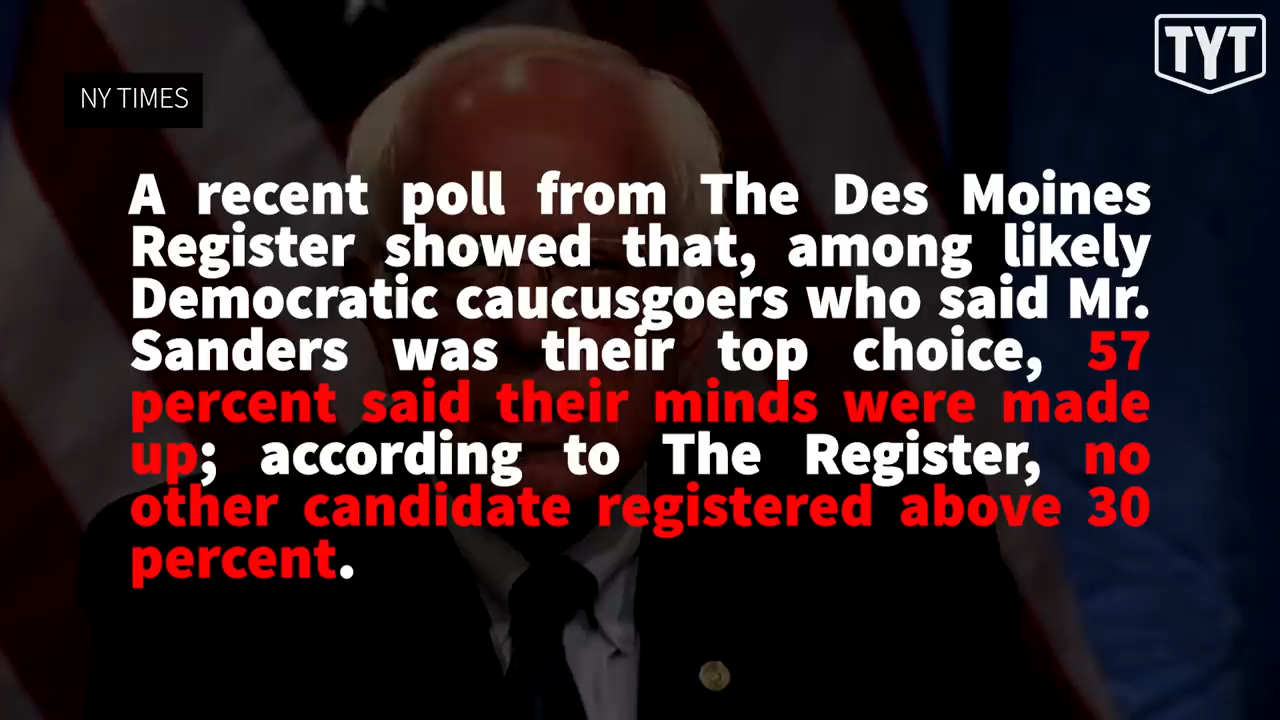 TYT
NY TIMES
A recent poll from The Des Moines
Register showed that, among likely
Democratic caucusgoers who said Mr.
Sanders was their top choice, 57
percent said their minds were made
up; according to The Register, no
other candidate registered above 30
percent.